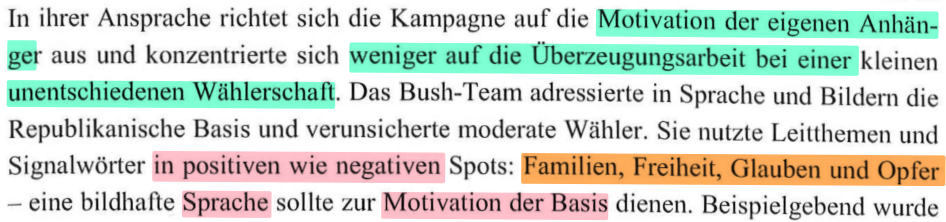 In ihrer Ansprache richtet sich die Kampagne auf die Motivation der eigenen Anhän-
ger aus und konzentrierte sich weniger auf die Überzeugungsarbeit bei einer kleinen
unentschiedenen Wählerschaft. Das Bush-Team adressierte in Sprache und Bildern die
Republikanische Basis und verunsicherte moderate Wähler. Sie nutzte Leitthemen und
Signalwörter in positiven wie negativen Spots: Familien, Freiheit, Glauben und Opfer
– eine bildhafte Sprache sollte zur Motivation der Basis dienen. Beispielgebend wurde